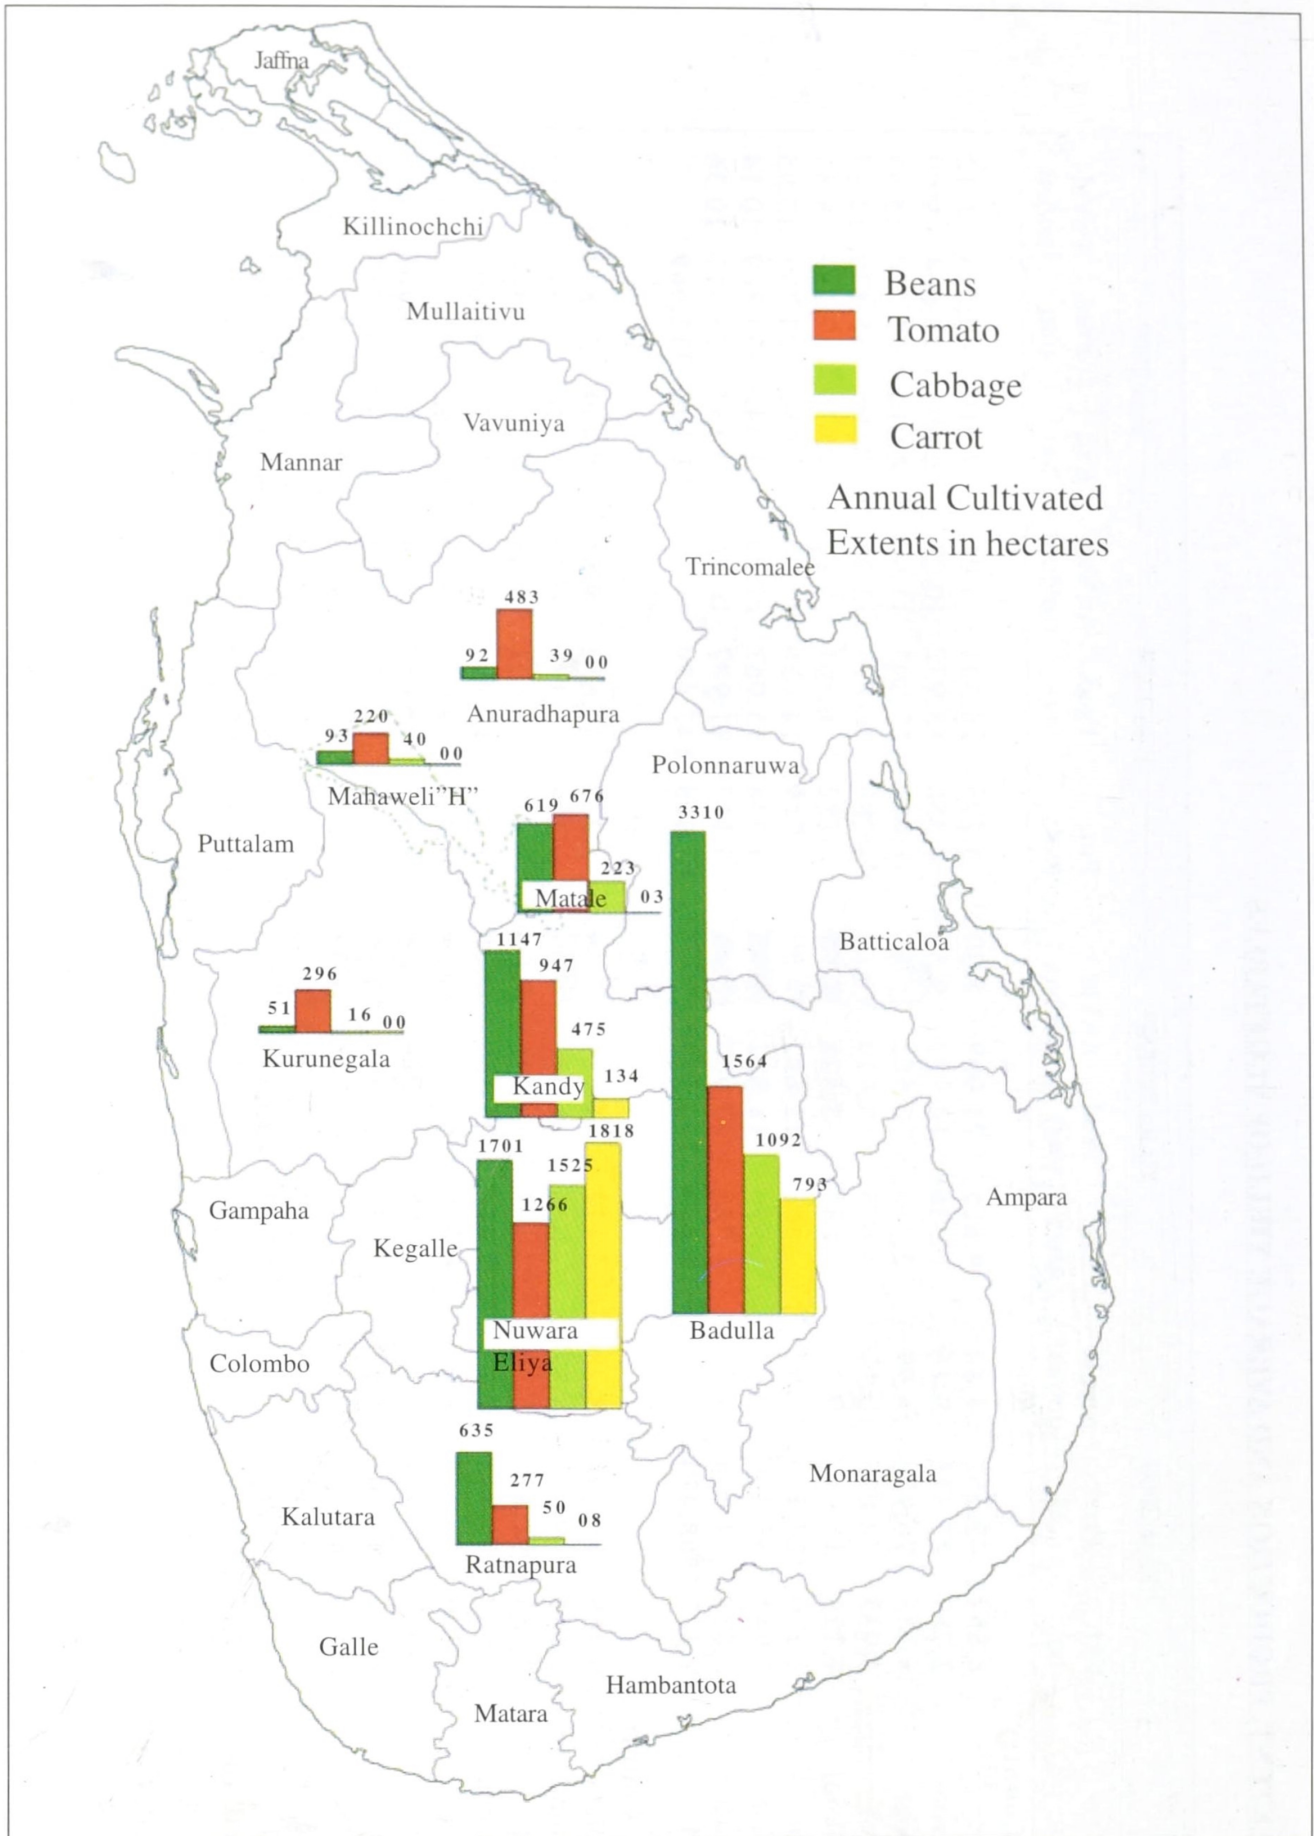 Jaffna
Killinochchi
Mullaitivu
Beans
Tomato
Cabbage
Carrot
Annual Cultivated
Extents in hectares
Vavuniya
Mannar
Trincomalee
483
92
39
00
Anuradhapura
220
93
40
00
Mahaweli”H”
Polonnaruwa
Puttalam
619
676
223
03
Matale
3310
1564
1092
793
Badulla
Batticaloa
1147
947
475
134
Kandy
296
51
16
00
Kurunegala
1701
1266
1525
1818
Nuwara
Eliya
Gampaha
Kegalle
Ampara
Colombo
635
277
50
08
Ratnapura
Monaragala
Kalutara
Galle
Hambantota
Matara